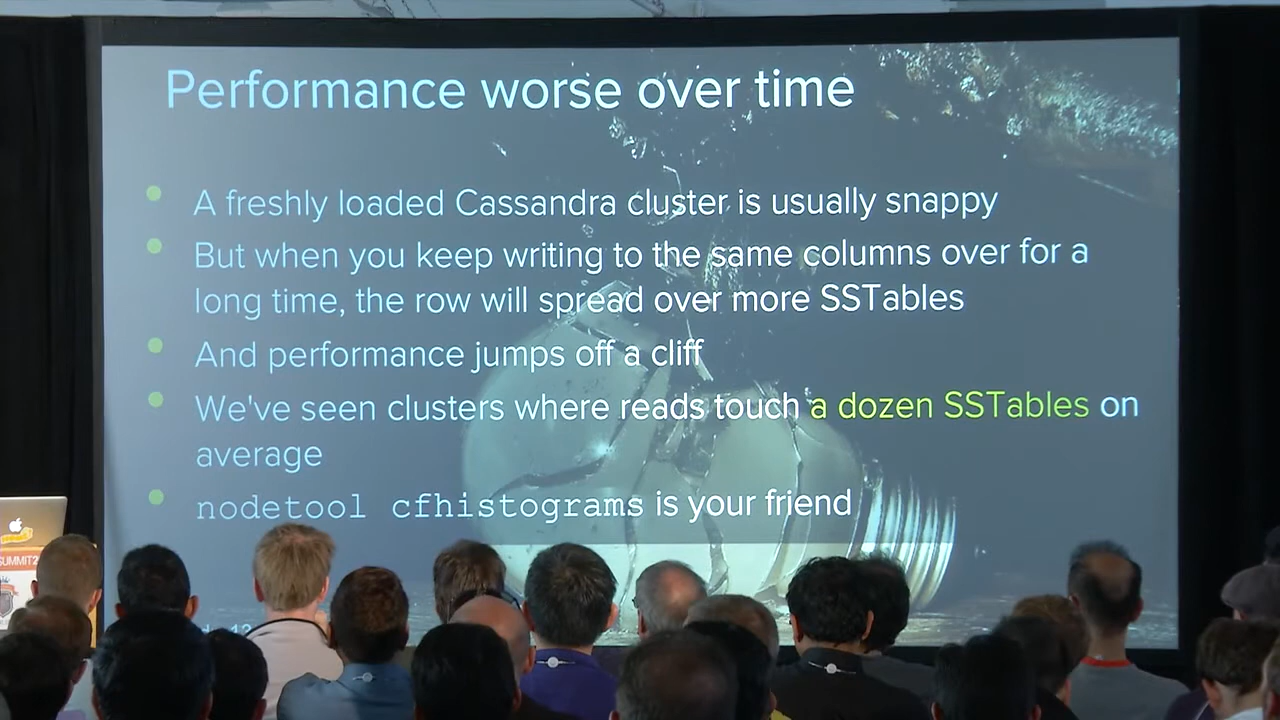 Performance worse over time
A freshly loaded Cassandra cluster is usually snappy
But when you keep writing to the same columns over for a
long time, the row will spread over more SSTables
And performance jumps off a cliff
We've seen clusters where reads touch a dozen SSTables on
average
nodetool cfhistograms is your friend
SUMMIT2